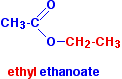 O
CH₃-C
O-CH₂-CH₃
ethyl ethanoate